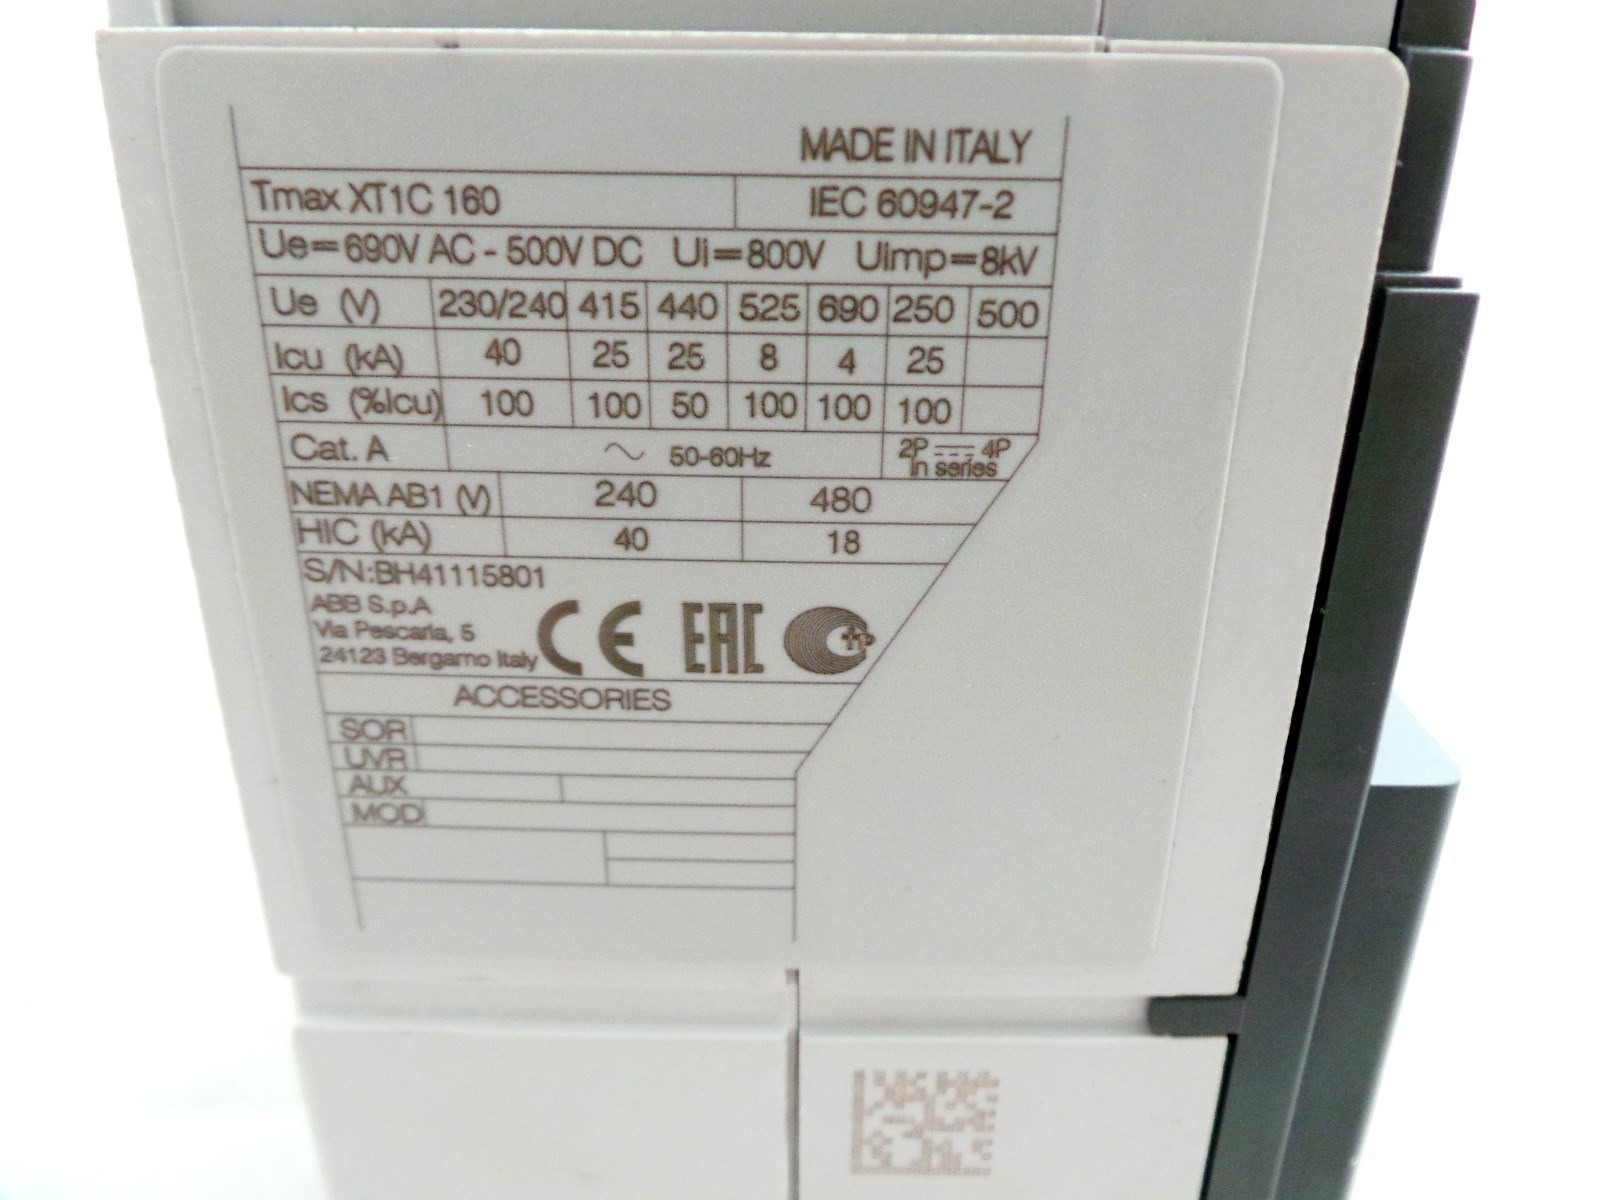 MADE IN ITALY
Tmax XT1C 160 IEC 60947-2
Ue=690V AC - 500V DC Ui=800V Uimp=8kV
Ue (V) 230/240 415 440 525 690 250 500
Icu (kA) 40 25 25 8 4 25
Ics (%Icu) 100 100 50 100 100 100
Cat. A ~ 50-60Hz 2P 4P
in series
NEMA AB1 (V) 240 480
HIC (kA) 40 18
S/N:BH41115801
ABB S.p.A
Via Pescaria, 5
24123 Bergamo Italy
CE EAC
ACCESSORIES
SOR
UVR
AUX
MOD